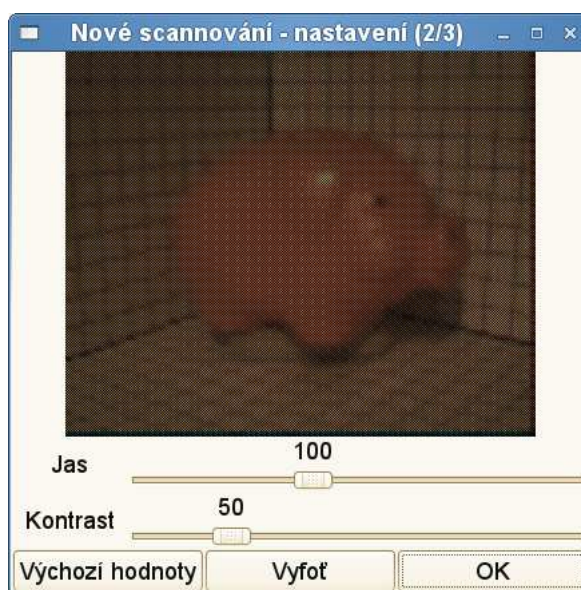 Nové scannování - nastavení (2/3)
100
Jas
50
Kontrast
Výchozí hodnoty Vyfoť OK